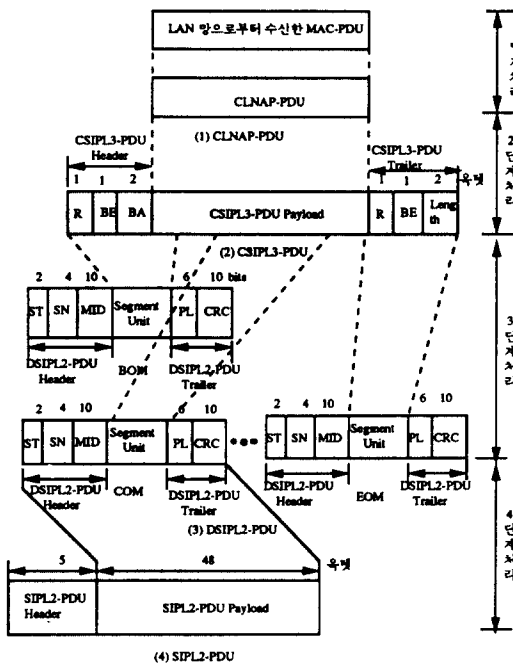 LAN 망으로부터 수신한 MAC-PDU
CLNAP-PDU
(1) CLNAP-PDU
CSIPL3-PDU
Header
CSIPL3-PDU
Trailer
1 1 2
1 1 2 옥텟
R BE BA CSIPL3-PDU Payload R BE Leng
th
(2) CSIPL3-PDU
2 단계 처리
2 4 10 6 10 bits
ST SN MID Segment
Unit PL CRC
DSIPL2-PDU
Header
BOM
DSIPL2-PDU
Trailer
3 단계 처리
2 4 10 6 10
ST SN MID Segment
Unit PL CRC
DSIPL2-PDU
Header
COM
DSIPL2-PDU
Trailer
2 4 10 6 10
ST SN MID Segment
Unit PL CRC
DSIPL2-PDU
Header
EOM
DSIPL2-PDU
Trailer
(3) DSIPL2-PDU
4 단계 처리
5 48 옥텟
SIPL2-PDU
Header
SIPL2-PDU Payload
(4) SIPL2-PDU